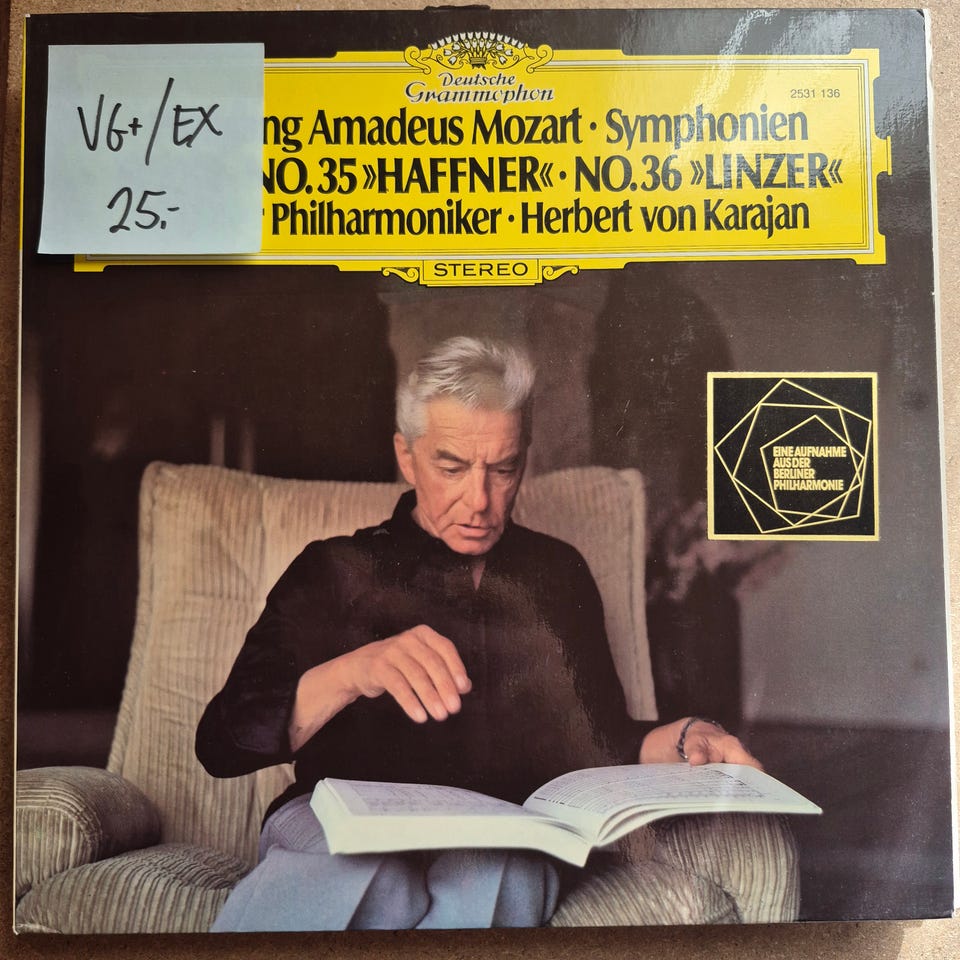 VG+/EX
25.-
Deutsche
Grammophon
2531 136
ng Amadeus Mozart · Symphonien
NO. 35 »HAFFNER« · NO. 36 »LINZER«
r Philharmoniker · Herbert von Karajan
STEREO
EINE AUFNAHME
AUS DER
BERLINER
PHILHARMONIE